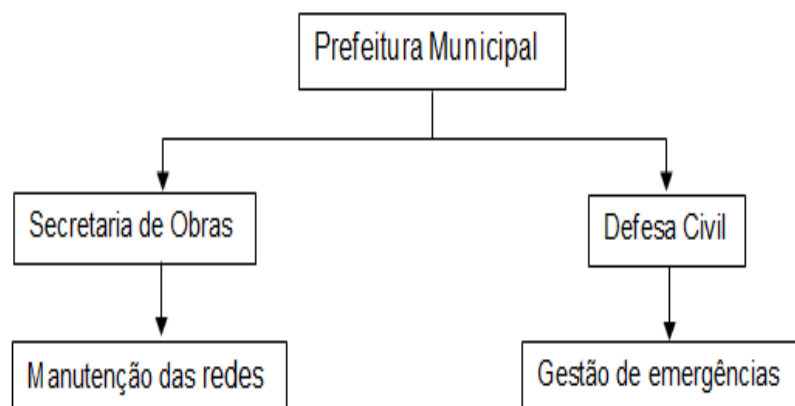 Prefeitura Municipal
Secretaria de Obras
Defesa Civil
Manutenção das redes
Gestão de emergências